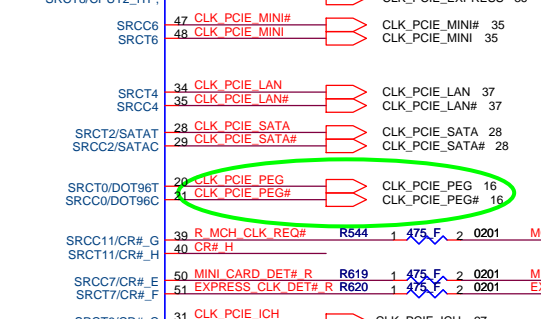 SRCC6 47 CLK_PCIE_MINI# CLK_PCIE_MINI# 35
SRCT6 48 CLK_PCIE_MINI CLK_PCIE_MINI 35
SRCT4 34 CLK_PCIE_LAN CLK_PCIE_LAN 37
SRCC4 35 CLK_PCIE_LAN# CLK_PCIE_LAN# 37
SRCT2/SATAT 28 CLK_PCIE_SATA CLK_PCIE_SATA 28
SRCC2/SATAC 29 CLK_PCIE_SATA# CLK_PCIE_SATA# 28
SRCT0/DOT96T 20 CLK_PCIE_PEG CLK_PCIE_PEG 16
SRCC0/DOT96C 21 CLK_PCIE_PEG# CLK_PCIE_PEG# 16
SRCC11/CR#_G 39 R_MCH_CLK_REQ# R544 1 475_F 2 0201
SRCT11/CR#_H 40 CR#_H
SRCC7/CR#_E 50 MINI_CARD_DET#_R R619 1 475_F 2 0201
SRCT7/CR#_F 51 EXPRESS_CLK_DET#_R R620 1 475_F 2 0201
31 CLK_PCIE_ICH